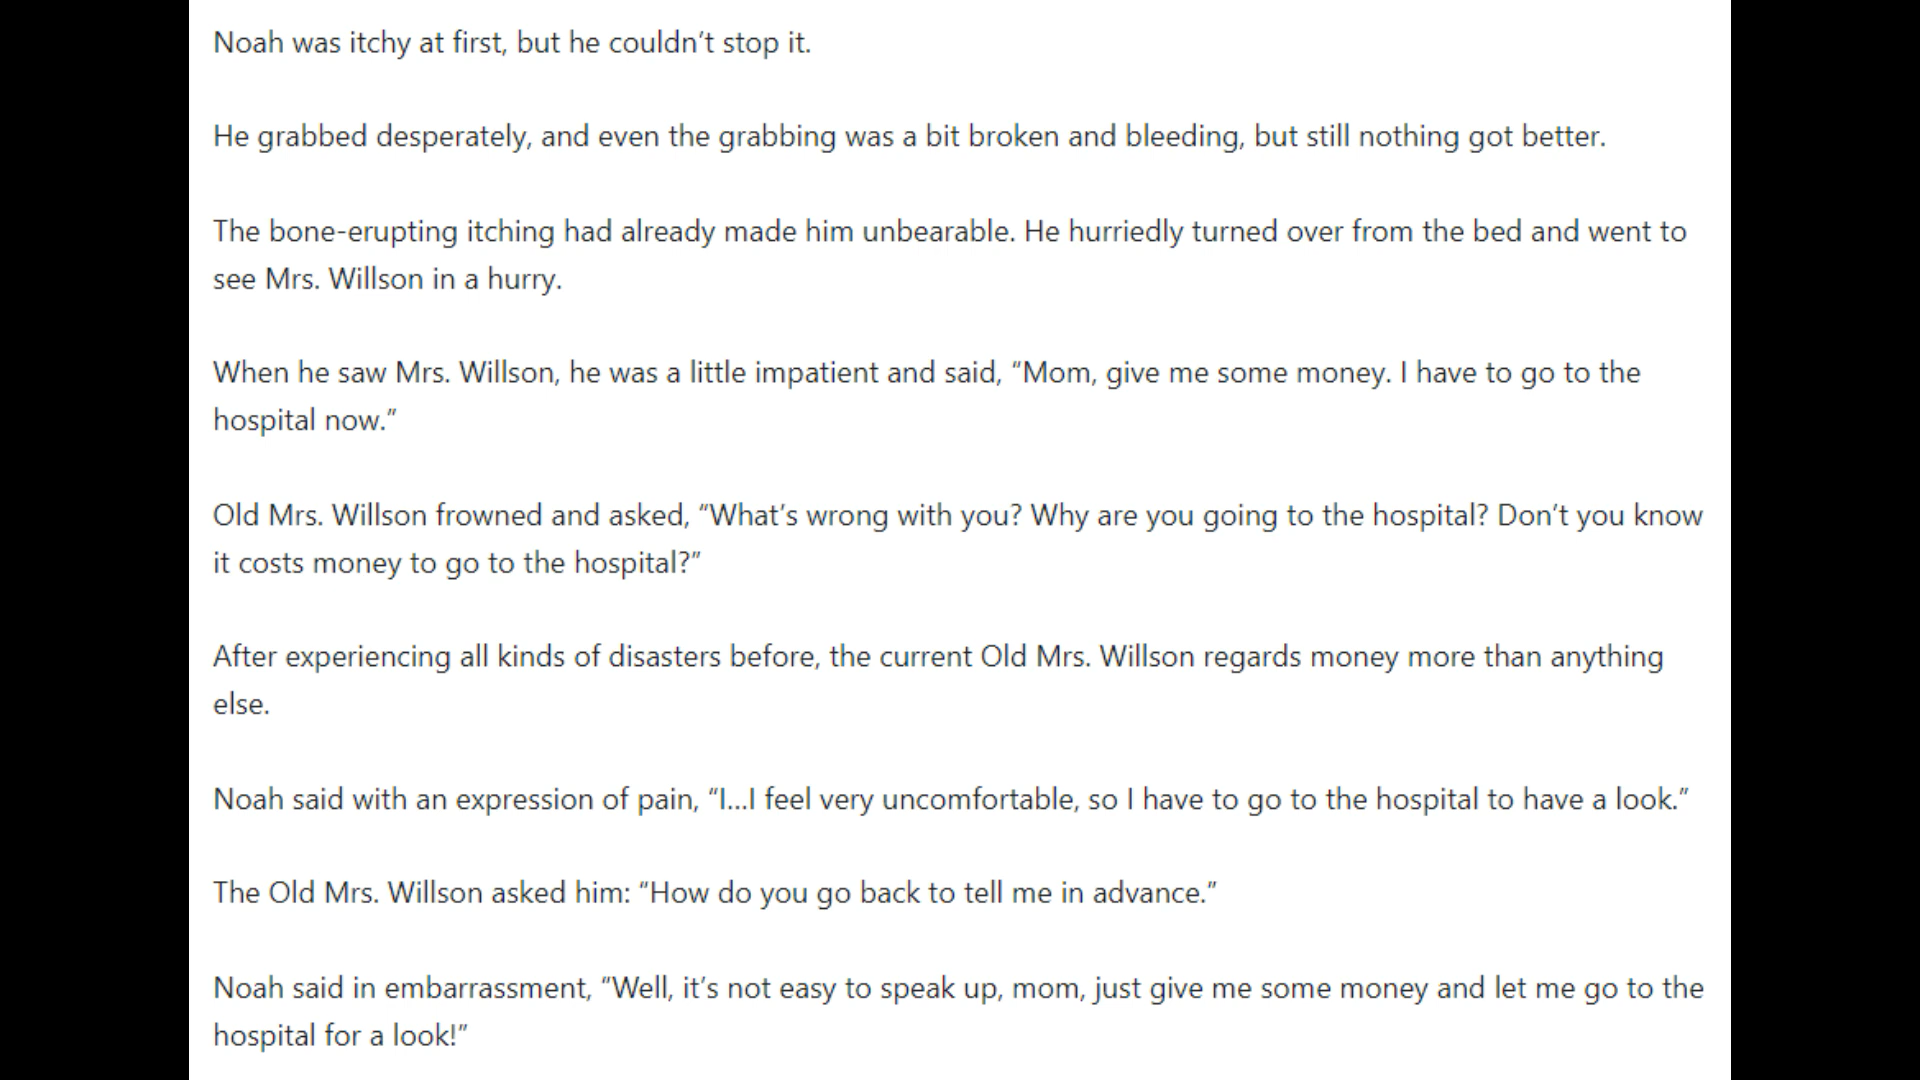 Noah was itchy at first, but he couldn’t stop it.
He grabbed desperately, and even the grabbing was a bit broken and bleeding, but still nothing got better.
The bone-erupting itching had already made him unbearable. He hurriedly turned over from the bed and went to
see Mrs. Willson in a hurry.
When he saw Mrs. Willson, he was a little impatient and said, “Mom, give me some money. I have to go to the
hospital now.”
Old Mrs. Willson frowned and asked, “What’s wrong with you? Why are you going to the hospital? Don’t you know
it costs money to go to the hospital?”
After experiencing all kinds of disasters before, the current Old Mrs. Willson regards money more than anything
else.
Noah said with an expression of pain, “I…I feel very uncomfortable, so I have to go to the hospital to have a look.”
The Old Mrs. Willson asked him: “How do you go back to tell me in advance.”
Noah said in embarrassment, “Well, it’s not easy to speak up, mom, just give me some money and let me go to the
hospital for a look!”